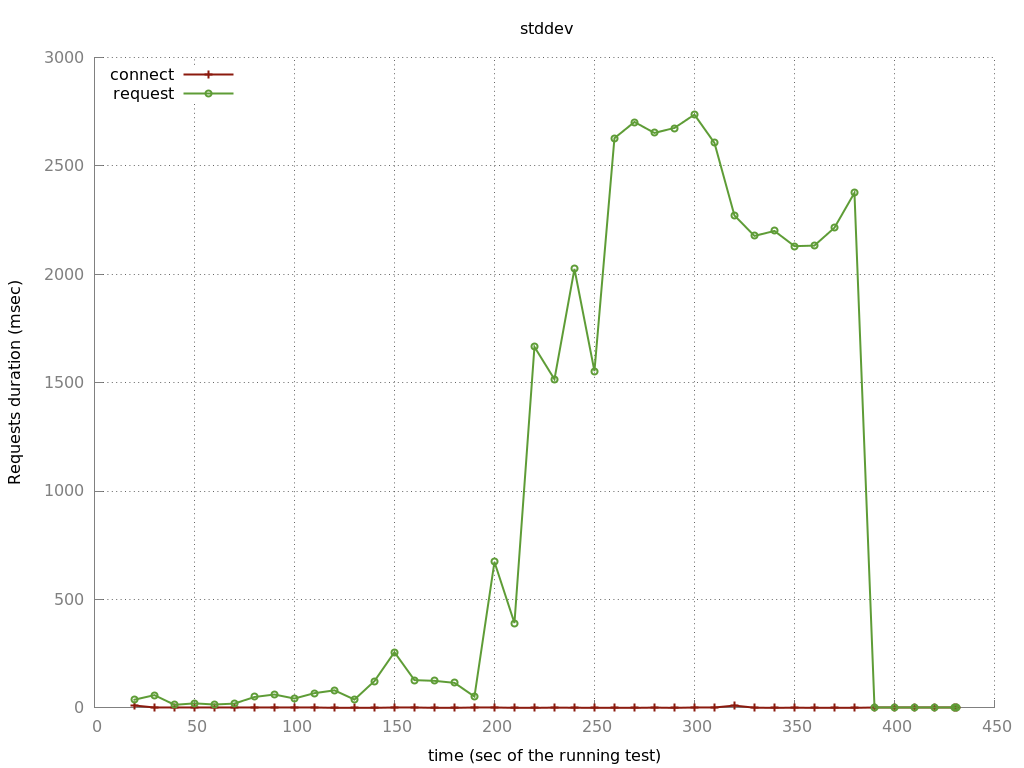 stddev
connect
request
3000
2500
2000
1500
1000
500
0
Requests duration (msec)
0 50 100 150 200 250 300 350 400 450
time (sec of the running test)